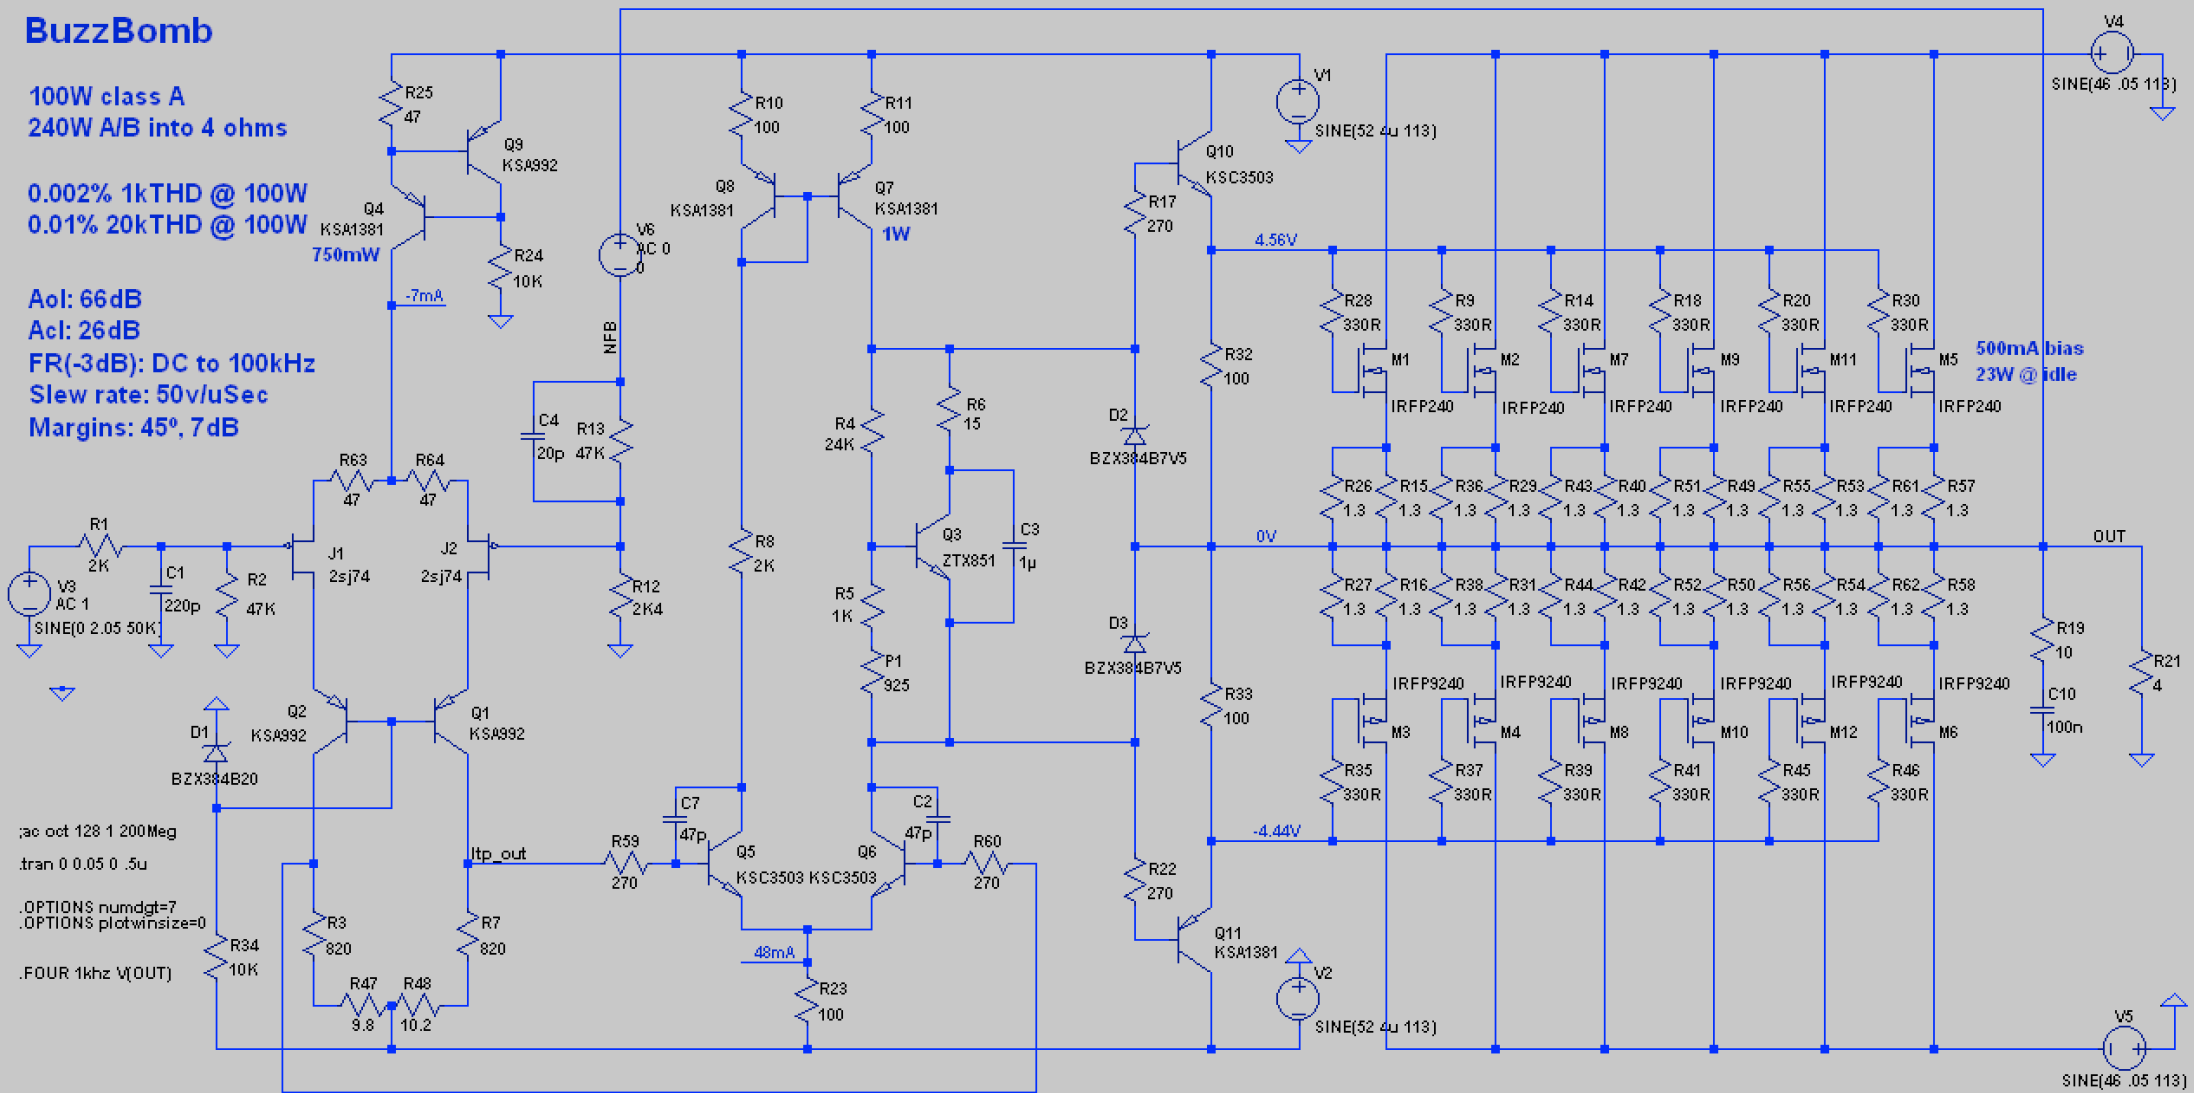 BuzzBomb
100W class A
240W A/B into 4 ohms
0.002% 1kTHD @ 100W
0.01% 20kTHD @ 100W
Aol: 66dB
Acl: 26dB
FR(-3dB): DC to 100kHz
Slew rate: 50v/uSec
Margins: 45º, 7dB
R25
47
Q9
KSA992
Q4
KSA1381
750mW
R24
10K
-7mA
R63
47
R64
47
R1
2K
V3
AC 1
SINE(0 2.05 50K)
C1
220p
R2
47K
J1
2sj74
J2
2sj74
Q2
KSA992
Q1
KSA992
D1
BZX384B20
;ac oct 128 1 200Meg
.tran 0 0.05 0 .5u
.OPTIONS numdgt=7
.OPTIONS plotwinsize=0
.FOUR 1khz V(OUT)
R34
10K
R3
820
R7
820
R47
9.8
R48
10.2
ltp_out
V6
AC 0
0
NFB
C4
20p
R13
47K
R12
2K4
R10
100
R11
100
Q8
KSA1381
Q7
KSA1381
1W
R8
2K
R4
24K
R6
15
Q3
ZTX851
C3
1µ
R5
1K
P1
925
R59
270
C7
47p
Q5
KSC3503
C2
47p
Q6
KSC3503
R60
270
48mA
R23
100
V1
SINE(52 4u 113)
Q10
KSC3503
R17
270
4.56V
R32
100
D2
BZX384B7V5
0V
D3
BZX384B7V5
R33
100
-4.44V
R22
270
Q11
KSA1381
V2
SINE(52 4u 113)
V4
SINE(46 .05 113)
R28
330R
R9
330R
R14
330R
R18
330R
R20
330R
R30
330R
M1
IRFP240
M2
IRFP240
M7
IRFP240
M9
IRFP240
M11
IRFP240
M5
IRFP240
500mA bias
23W @ idle
R26
1.3
R15
1.3
R36
1.3
R29
1.3
R43
1.3
R40
1.3
R51
1.3
R49
1.3
R55
1.3
R53
1.3
R61
1.3
R57
1.3
OUT
R27
1.3
R16
1.3
R38
1.3
R31
1.3
R44
1.3
R42
1.3
R52
1.3
R50
1.3
R56
1.3
R54
1.3
R62
1.3
R58
1.3
IRFP9240
M3
IRFP9240
M4
IRFP9240
M8
IRFP9240
M10
IRFP9240
M12
IRFP9240
M6
R35
330R
R37
330R
R39
330R
R41
330R
R45
330R
R46
330R
R19
10
C10
100n
R21
4
V5
SINE(46 .05 113)